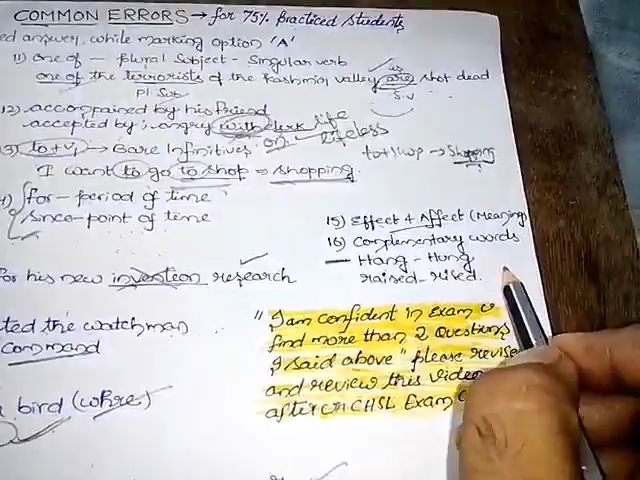 COMMON ERRORS → for 75% practiced students
ed answer, while marking option 'A'
11) one of — plural Subject - Singular verb
is
one of the terrorists of the Kashmir valley are shot dead
Pl Sub
S.V
12) accompained by his friend
accepted by; angry with
life
lifeless
13) to+V1 → Bare Infinitives. on
to+shop → Shopping
I want to go to shop = shopping.
4) for - period of time
since - point of time
15) Effect + Affect (Meaning)
16) Complementary words
— Hang - Hung
raised - rised.
for his new invention research
ted the watchman
command
bird (where)
" I am confident in Exam u
find more than 2 Questions
I said above " please revise
and review this video
after CHSL Exam